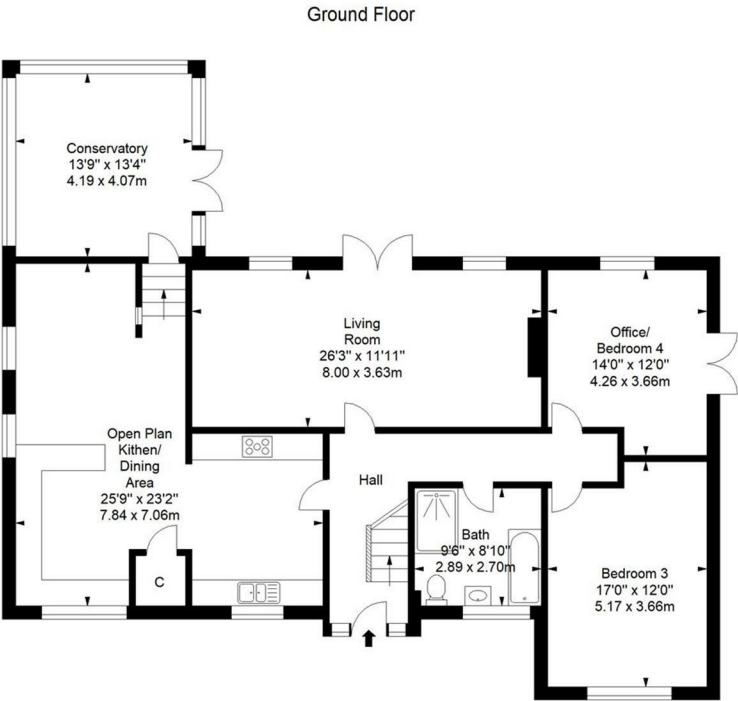 Ground Floor
Conservatory
13'9" x 13'4"
4.19 x 4.07m
Living
Room
26'3" x 11'11"
8.00 x 3.63m
Office/
Bedroom 4
14'0" x 12'0"
4.26 x 3.66m
Open Plan
Kithen/
Dining
Area
25'9" x 23'2"
7.84 x 7.06m
Hall
Bath
9'6" x 8'10"
2.89 x 2.70m
C
Bedroom 3
17'0" x 12'0"
5.17 x 3.66m